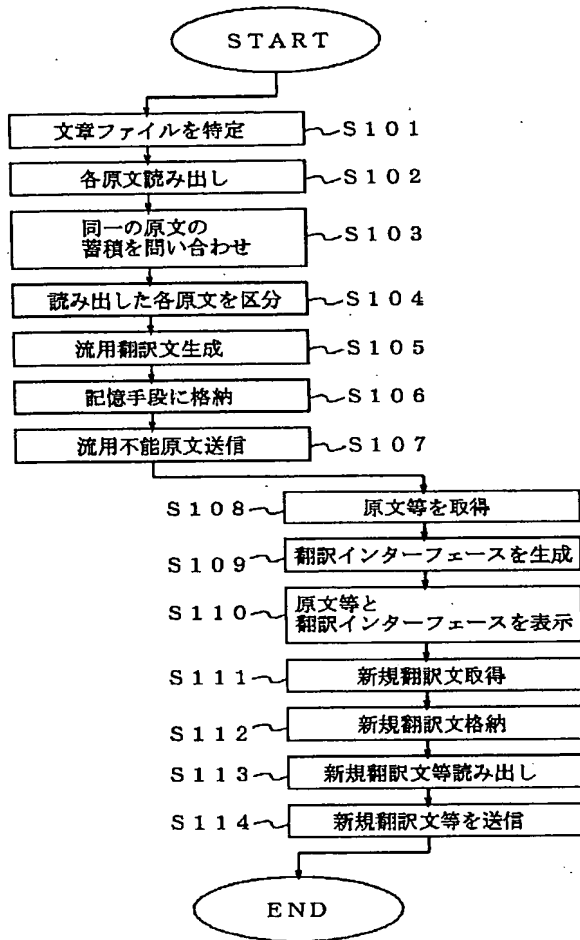 START
文章ファイルを特定 S101
各原文読み出し S102
同一の原文の
蓄積を問い合わせ S103
読み出した各原文を区分 S104
流用翻訳文生成 S105
記憶手段に格納 S106
流用不能原文送信 S107
S108 原文等を取得
S109 翻訳インターフェースを生成
S110 原文等と
翻訳インターフェースを表示
S111 新規翻訳文取得
S112 新規翻訳文格納
S113 新規翻訳文等読み出し
S114 新規翻訳文等を送信
END